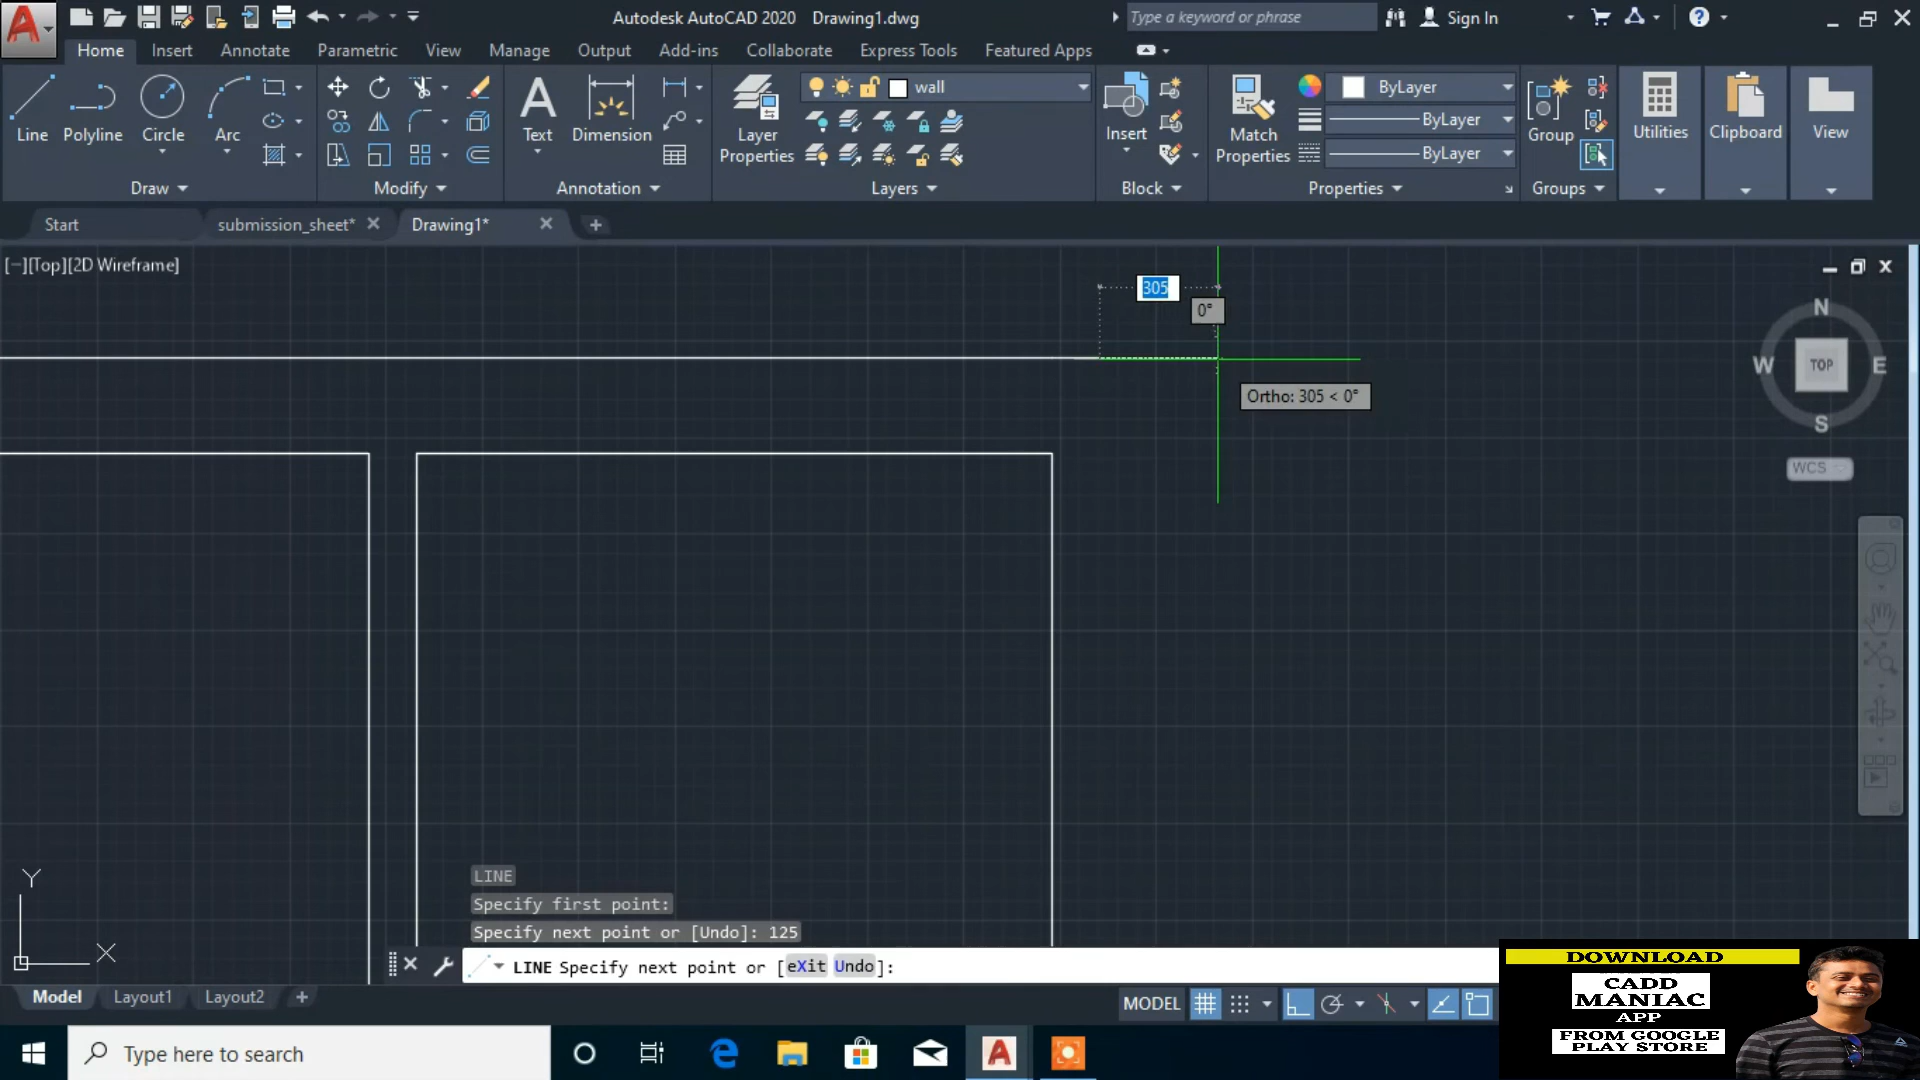 Autodesk AutoCAD 2020 Drawing1.dwg
Type a keyword or phrase
Sign In
Home Insert Annotate Parametric View Manage Output Add-ins Collaborate Express Tools Featured Apps
Line Polyline Circle Arc
Text Dimension
Layer Properties
wall
Insert
Match Properties
ByLayer
ByLayer
ByLayer
Group
Utilities
Clipboard
View
Draw Modify Annotation Layers Block Properties Groups
Start submission_sheet* Drawing1*
[−][Top][2D Wireframe]
305
0°
Ortho: 305 < 0°
N
W TOP E
S
WCS
Y
X
LINE
Specify first point:
Specify next point or [Undo]: 125
LINE Specify next point or [eXit Undo]:
Model Layout1 Layout2
MODEL
Type here to search
DOWNLOAD
CADD
MANIAC
APP
FROM GOOGLE
PLAY STORE